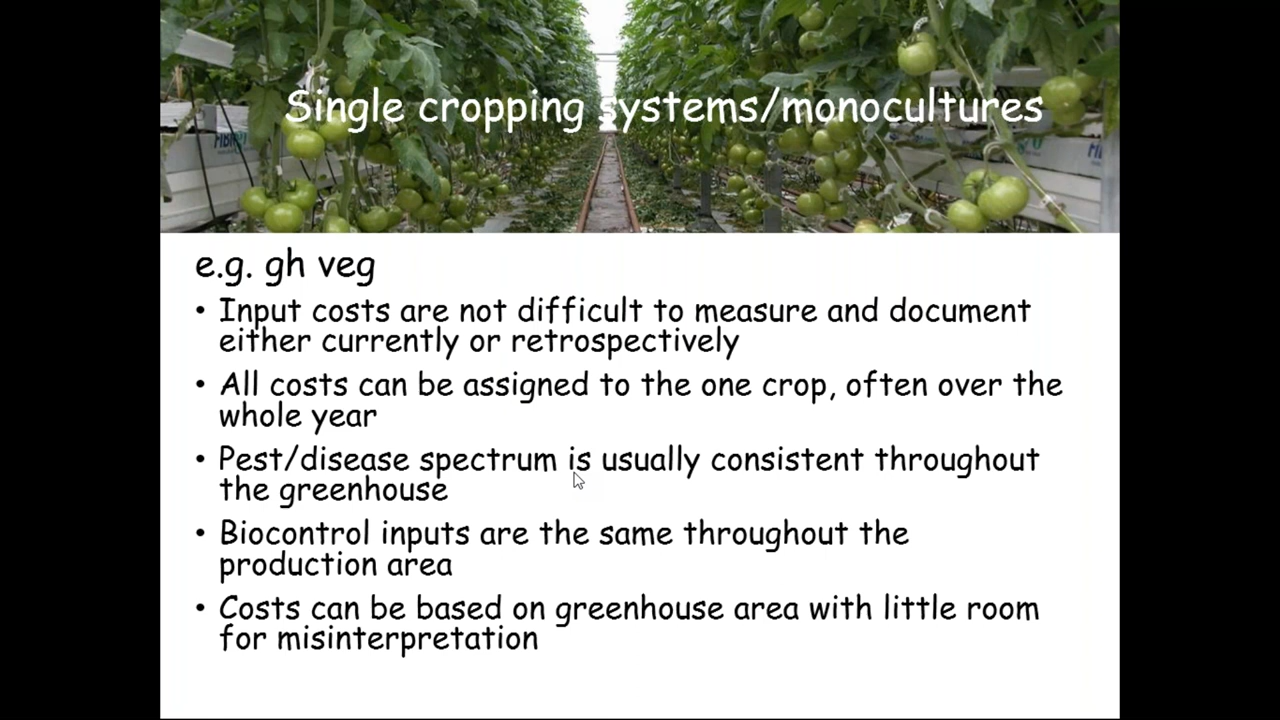 Single cropping systems/monocultures
e.g. gh veg
• Input costs are not difficult to measure and document
either currently or retrospectively
• All costs can be assigned to the one crop, often over the
whole year
• Pest/disease spectrum is usually consistent throughout
the greenhouse
• Biocontrol inputs are the same throughout the
production area
• Costs can be based on greenhouse area with little room
for misinterpretation